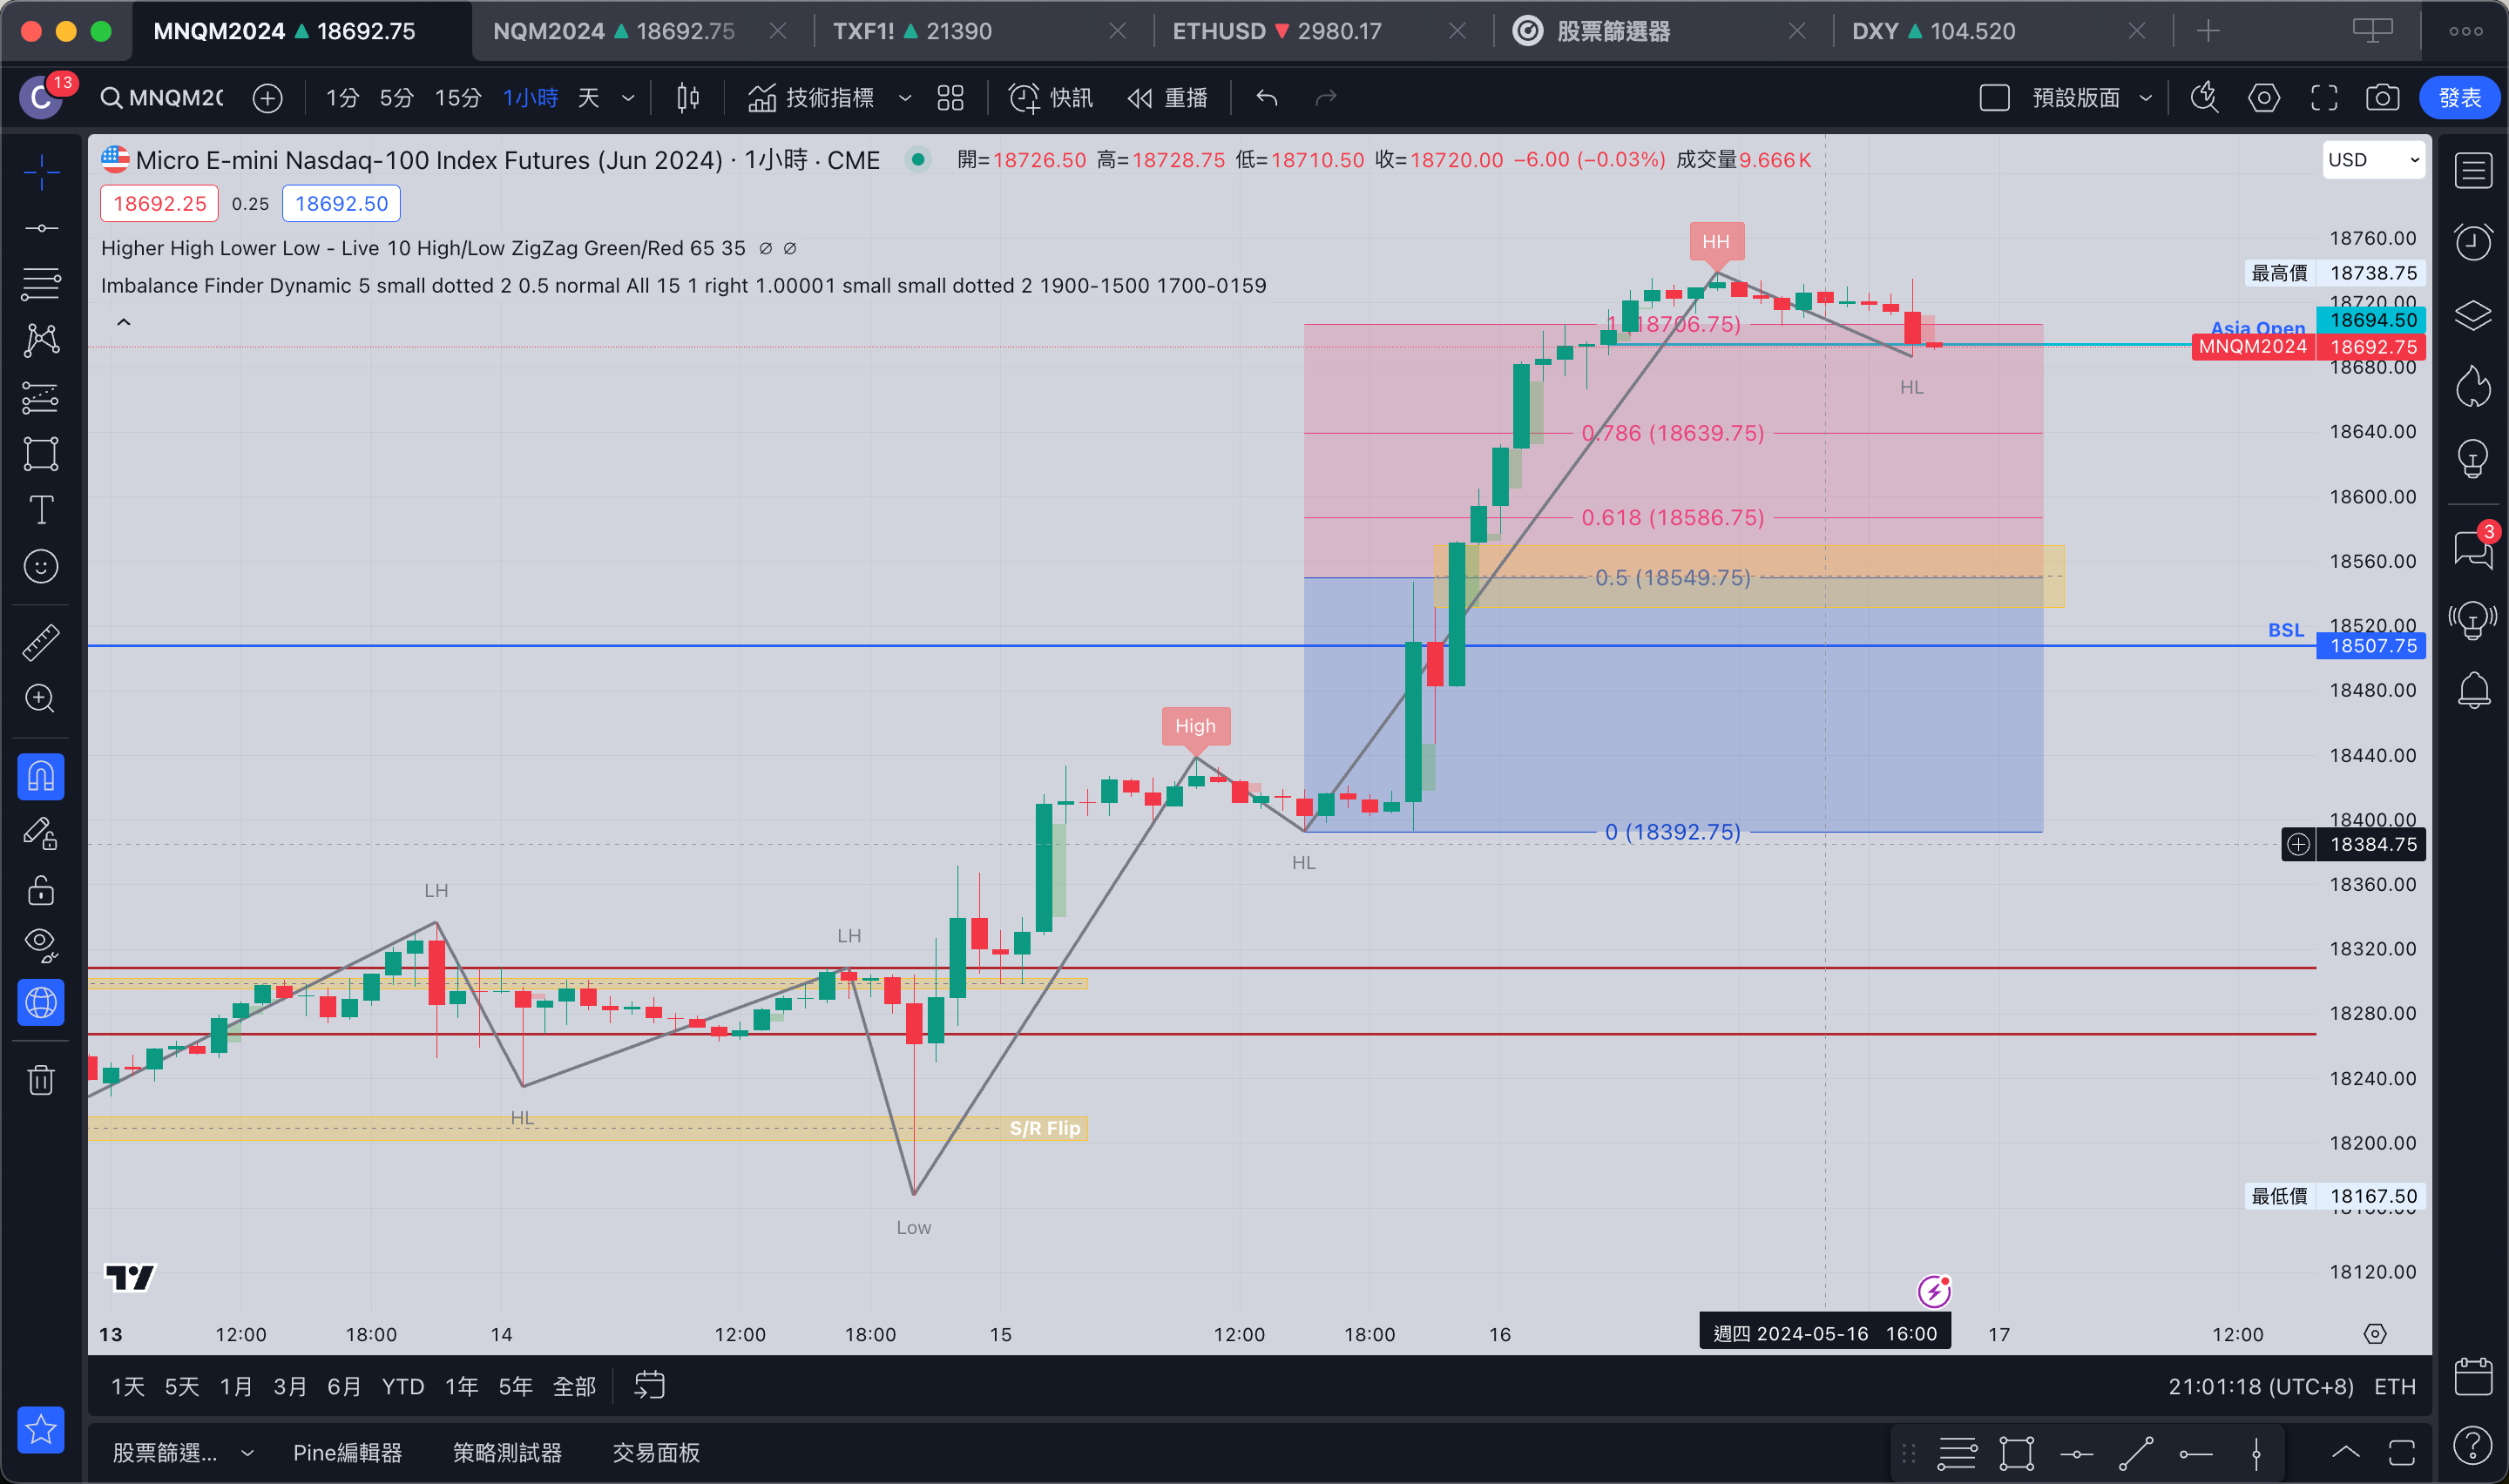 MNQM2024 ▲ 18692.75
NQM2024 ▲ 18692.75
TXF1! ▲ 21390
ETHUSD ▼ 2980.17
股票篩選器
DXY ▲ 104.520
C
13
MNQM20
1分
5分
15分
1小時
天
技術指標
快訊
重播
預設版面
發表
Micro E-mini Nasdaq-100 Index Futures (Jun 2024) · 1小時 · CME
開=18726.50 高=18728.75 低=18710.50 收=18720.00 −6.00 (−0.03%) 成交量9.666K
USD
18692.25
0.25
18692.50
Higher High Lower Low - Live 10 High/Low ZigZag Green/Red 65 35 ∅ ∅
Imbalance Finder Dynamic 5 small dotted 2 0.5 normal All 15 1 right 1.00001 small small dotted 2 1900-1500 1700-0159
HH
HL
1 (18706.75)
0.786 (18639.75)
0.618 (18586.75)
0.5 (18549.75)
0 (18392.75)
High
HL
LH
LH
HL
Low
S/R Flip
Asia Open
BSL
18760.00
最高價 18738.75
18720.00
18694.50
MNQM2024 18692.75
18680.00
18640.00
18600.00
18560.00
18520.00
18507.75
18480.00
18440.00
18400.00
18384.75
18360.00
18320.00
18280.00
18240.00
18200.00
最低價 18167.50
18160.00
18120.00
13
12:00
18:00
14
12:00
18:00
15
12:00
18:00
16
週四 2024-05-16 16:00
17
12:00
1天
5天
1月
3月
6月
YTD
1年
5年
全部
21:01:18 (UTC+8)
ETH
股票篩選...
Pine編輯器
策略測試器
交易面板
3